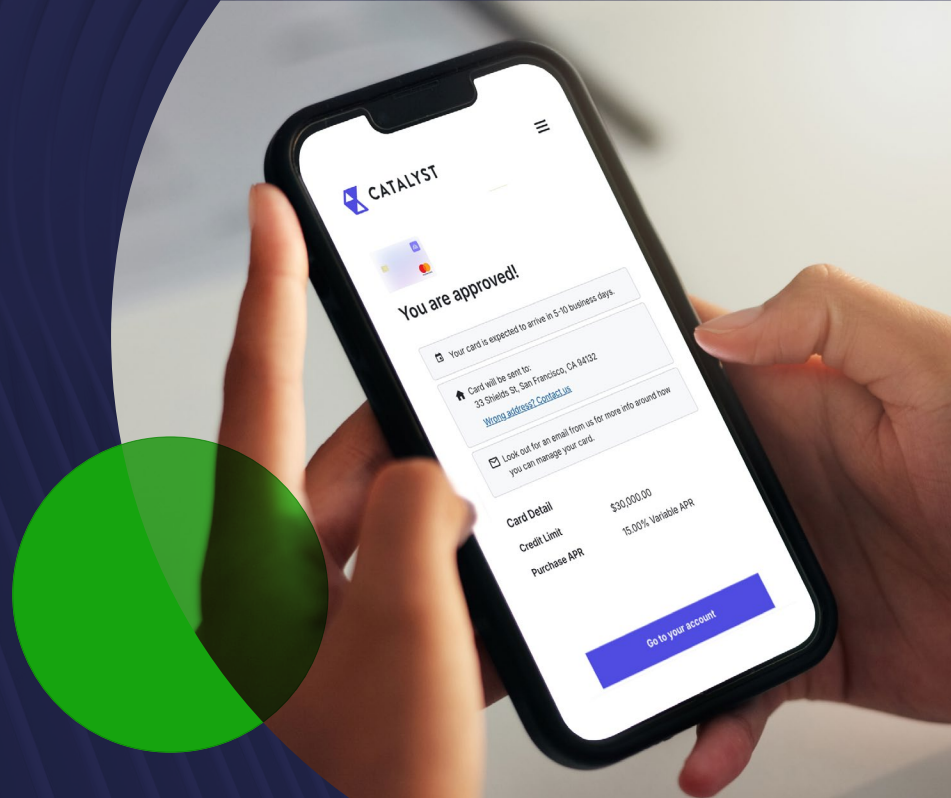 CATALYST
You are approved!
Your card is expected to arrive in 5-10 business days.
Card will be sent to:
33 Shields St, San Francisco, CA 94132
Wrong address? Contact us
Look out for an email from us for more info around how
you can manage your card.
Card Detail
Credit Limit $30,000.00
Purchase APR 15.00% Variable APR
Go to your account